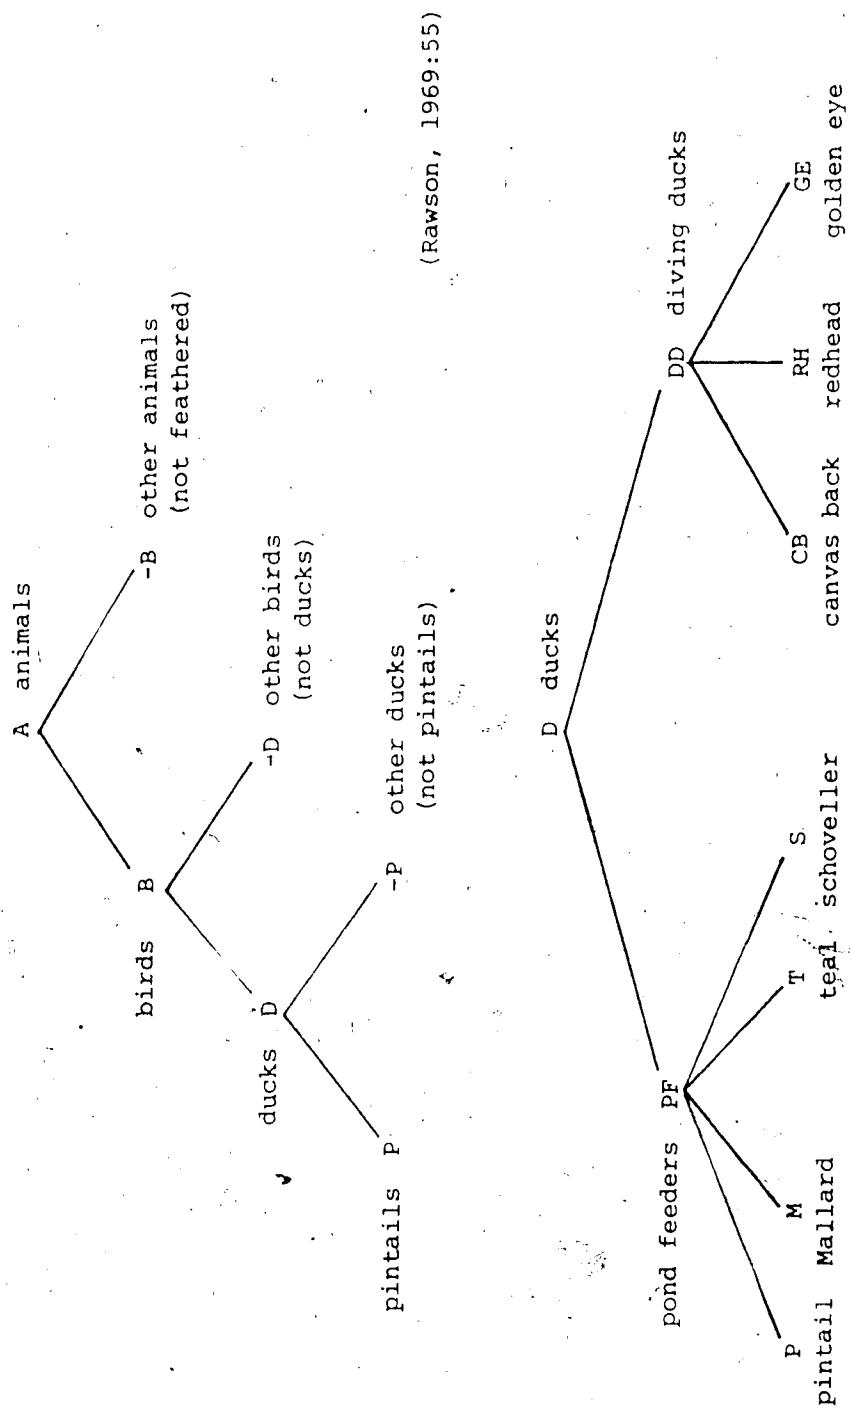 A animals
birds B
-B other animals
(not feathered)
ducks D
-D other birds
(not ducks)
pintails P
-P other ducks
(not pintails)
(Rawson, 1969:55)
D ducks
pond feeders PF
DD diving ducks
P M T S CB RH GE
pintail Mallard teal schoveller canvas back redhead golden eye